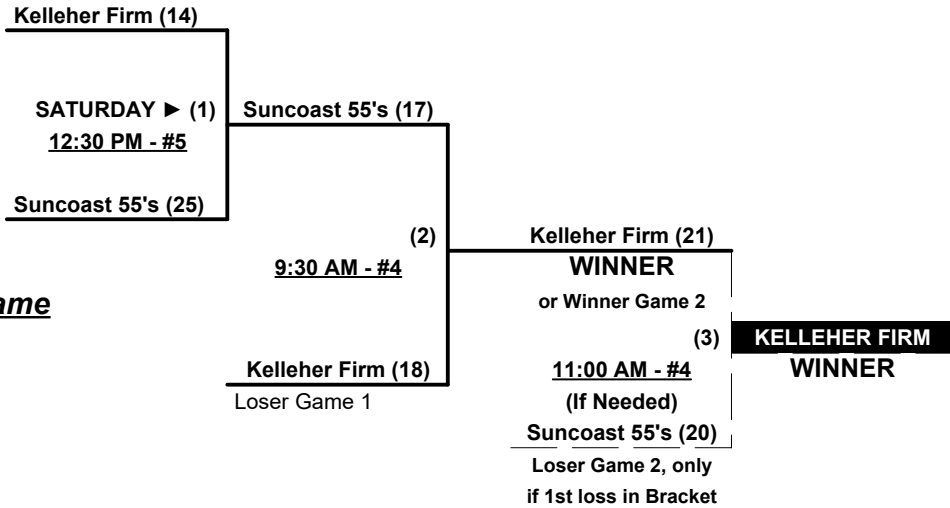 Kelleher Firm (14)
SATURDAY ► (1)
12:30 PM - #5
Suncoast 55's (25)
Suncoast 55's (17)
(2)
9:30 AM - #4
Kelleher Firm (18)
Loser Game 1
Kelleher Firm (21)
WINNER
or Winner Game 2
(3)
11:00 AM - #4
(If Needed)
Suncoast 55's (20)
Loser Game 2, only
if 1st loss in Bracket
KELLEHER FIRM
WINNER